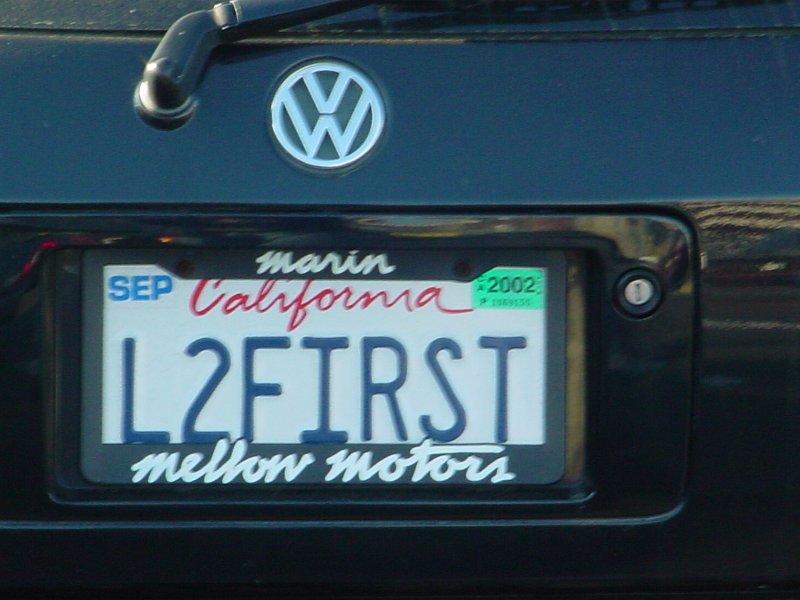 marin
SEP California 2002
L2FIRST
mellow motors